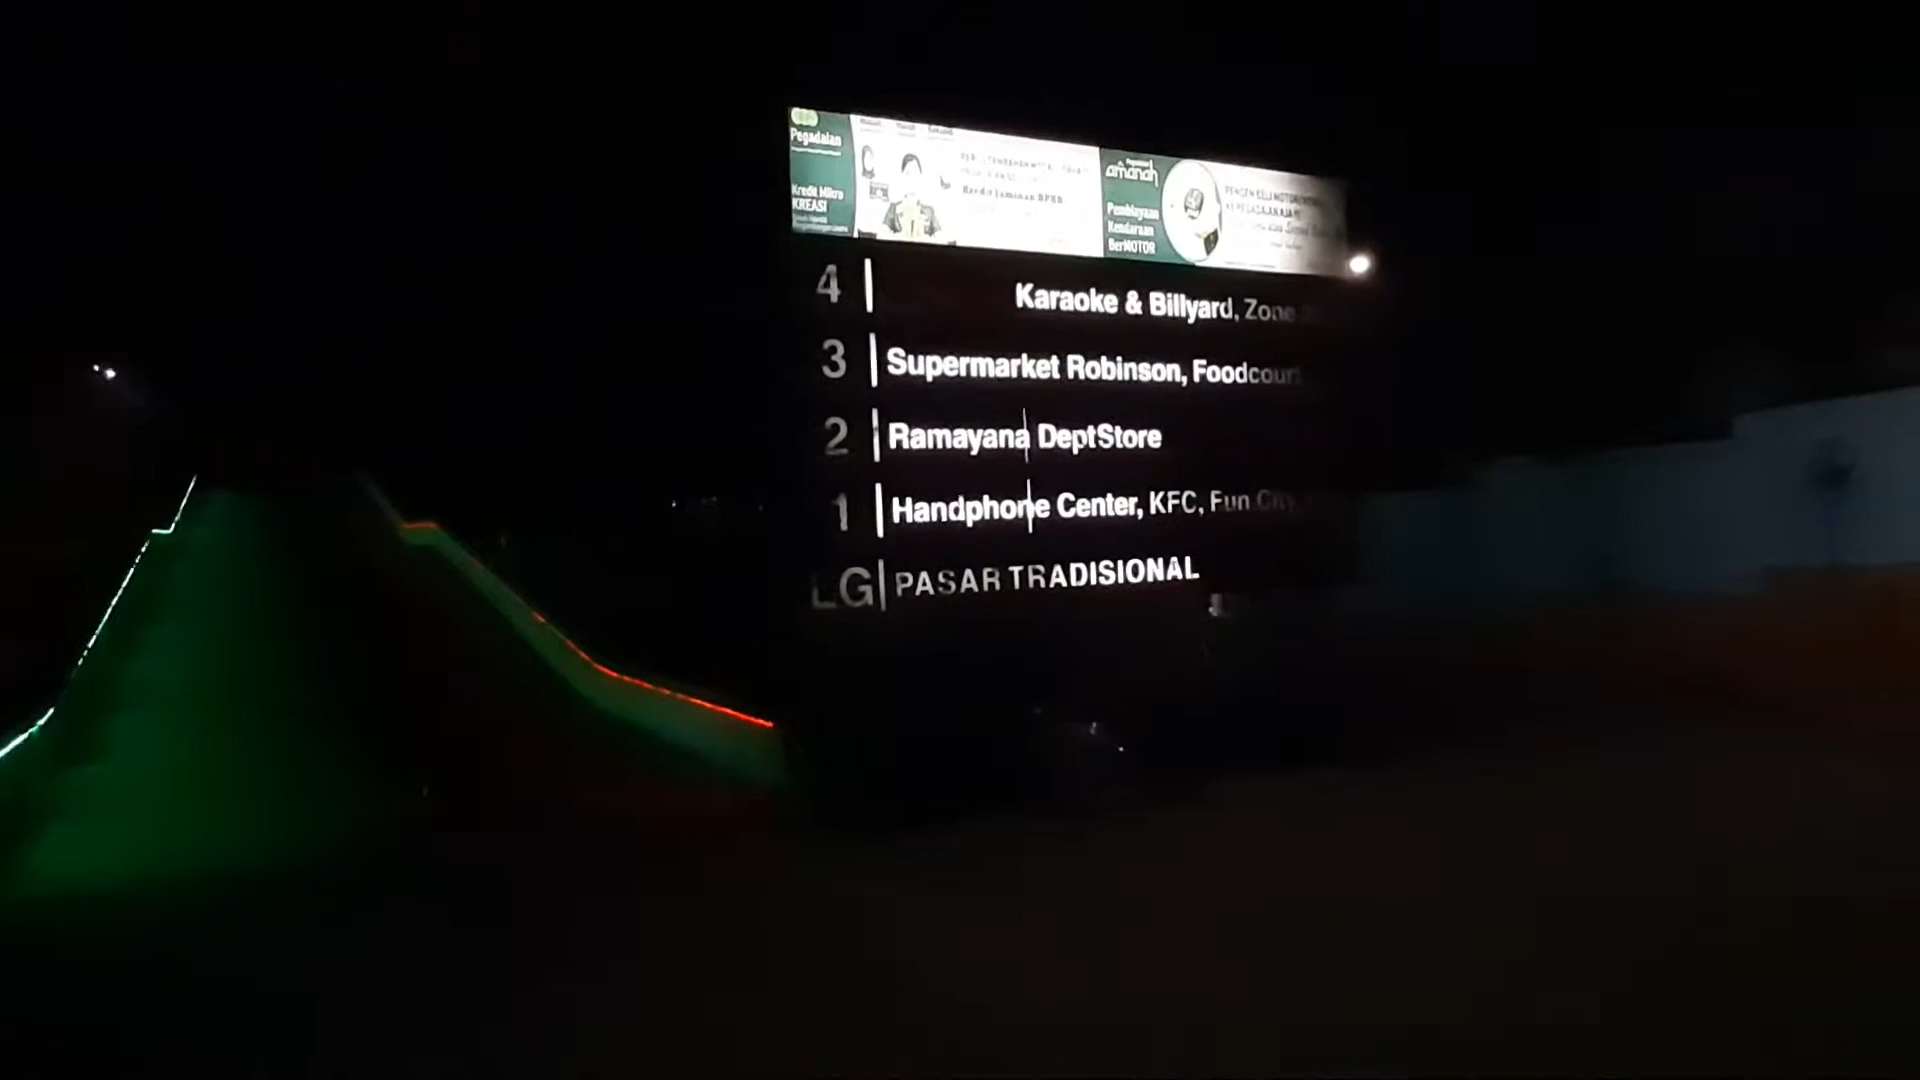 Pegadaian
Kredit Mikro
KREASI
Kredit Jaminan BPKB
amanah
Pembiayaan
Kendaraan
BerMOTOR
4 Karaoke & Billyard, Zone
3 Supermarket Robinson, Foodcourt
2 Ramayana DeptStore
1 Handphone Center, KFC, Fun City
LG PASAR TRADISIONAL